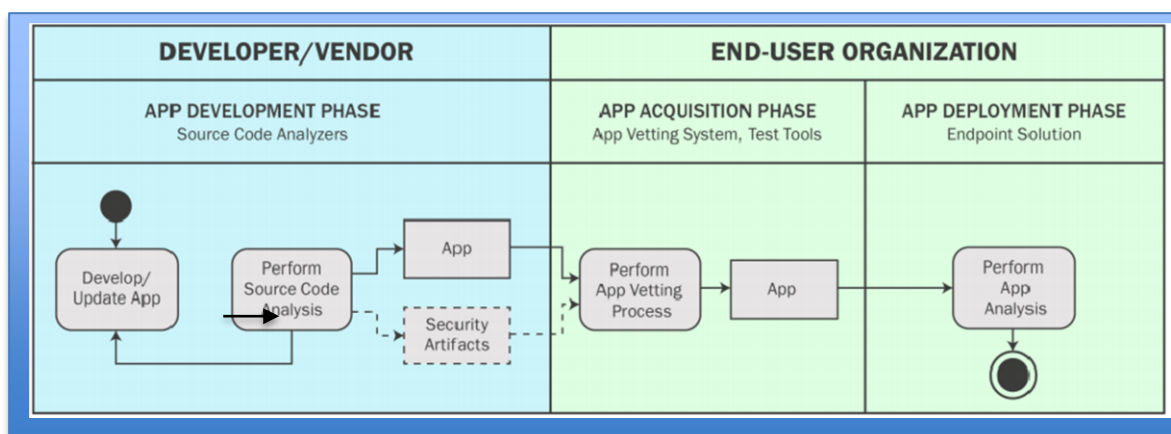 DEVELOPER/VENDOR
END-USER ORGANIZATION
APP DEVELOPMENT PHASE
Source Code Analyzers
APP ACQUISITION PHASE
App Vetting System, Test Tools
APP DEPLOYMENT PHASE
Endpoint Solution
Develop/
Update App
Perform
Source Code
Analysis
App
Security
Artifacts
Perform
App Vetting
Process
App
Perform
App
Analysis